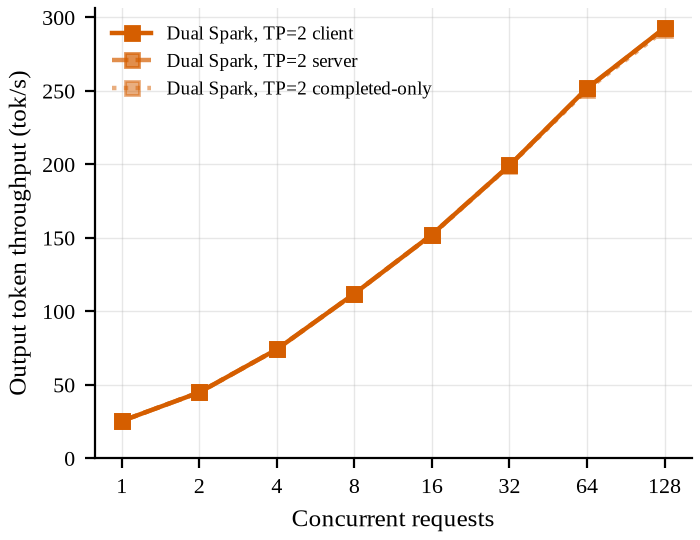 Dual Spark, TP=2 client
Dual Spark, TP=2 server
Dual Spark, TP=2 completed-only
Output token throughput (tok/s)
300
250
200
150
100
50
0
1 2 4 8 16 32 64 128
Concurrent requests